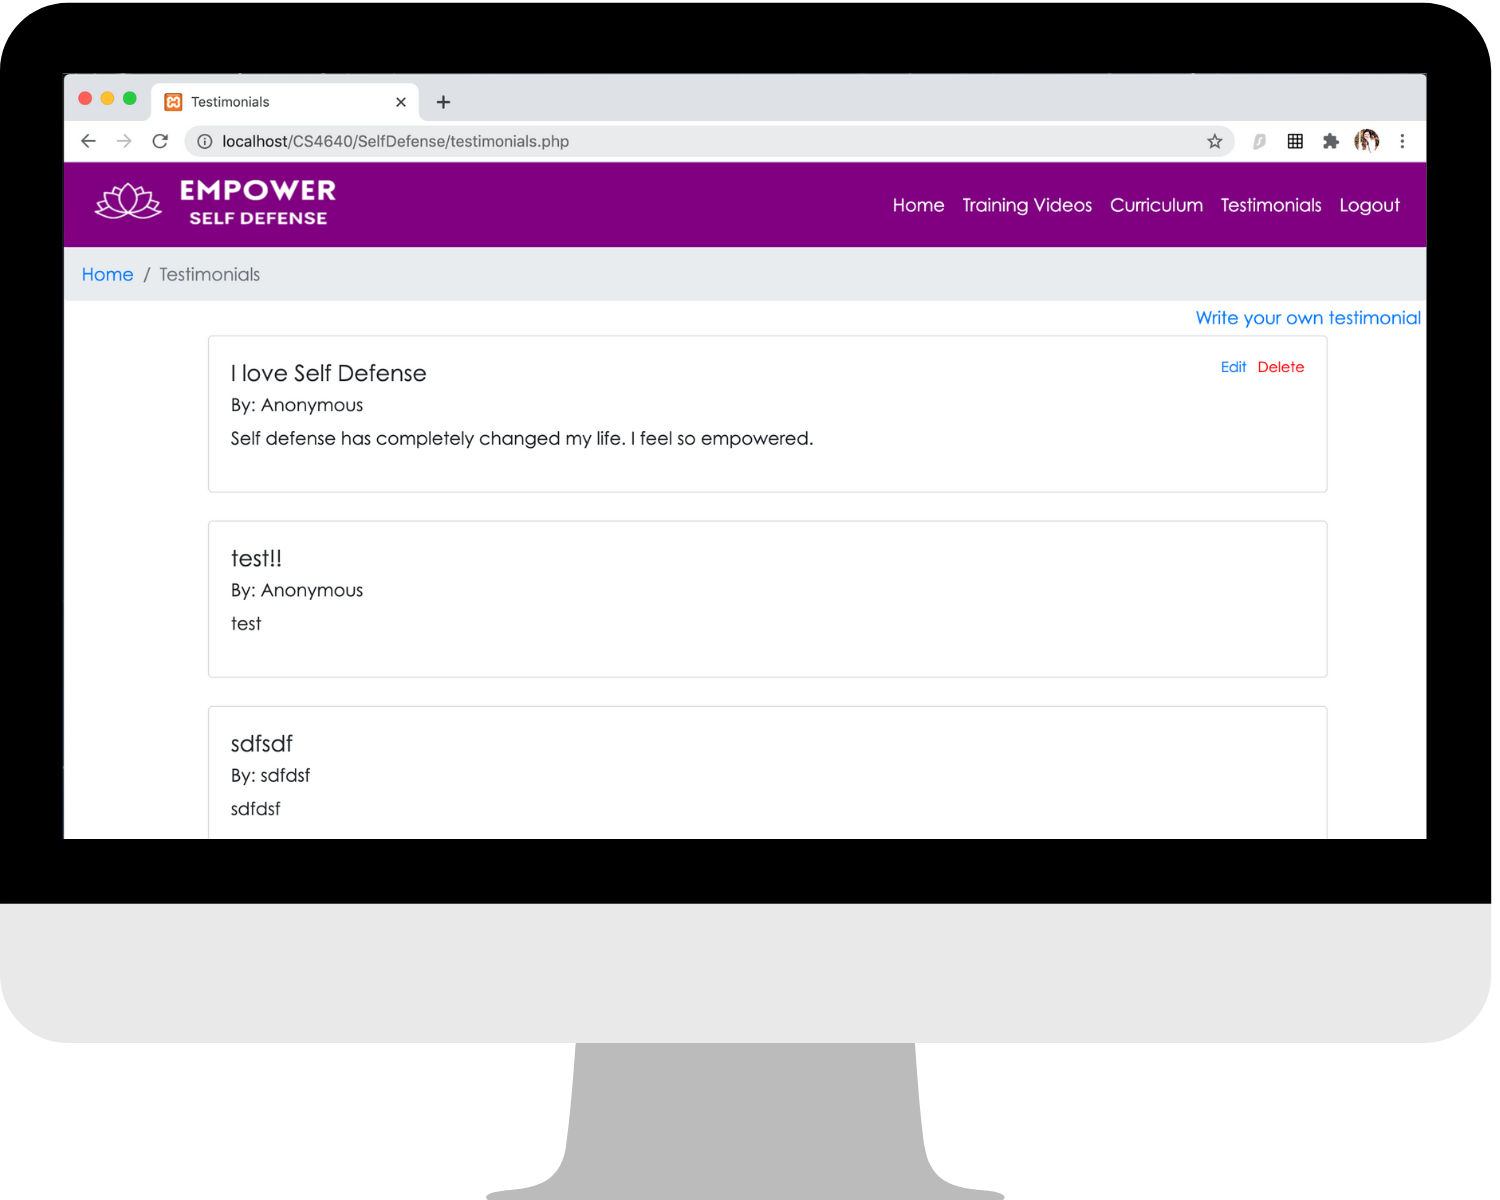 Testimonials
localhost/CS4640/SelfDefense/testimonials.php
EMPOWER
SELF DEFENSE
Home Training Videos Curriculum Testimonials Logout
Home / Testimonials
Write your own testimonial
I love Self Defense
Edit Delete
By: Anonymous
Self defense has completely changed my life. I feel so empowered.
test!!
By: Anonymous
test
sdfsdf
By: sdfdsf
sdfdsf